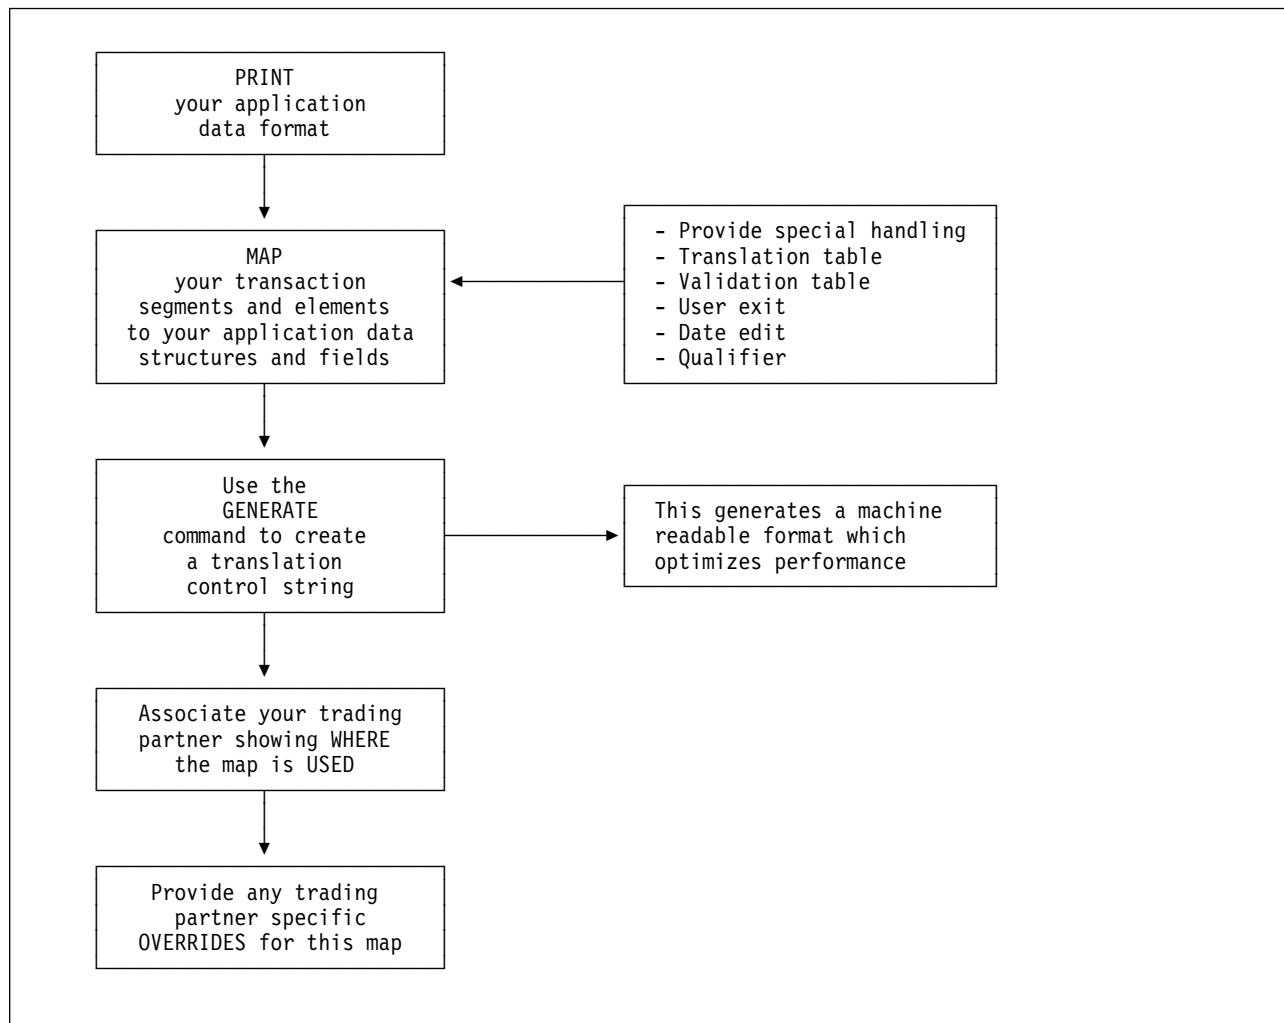 PRINT
your application
data format
MAP
your transaction
segments and elements
to your application data
structures and fields
- Provide special handling
- Translation table
- Validation table
- User exit
- Date edit
- Qualifier
Use the
GENERATE
command to create
a translation
control string
This generates a machine
readable format which
optimizes performance
Associate your trading
partner showing WHERE
the map is USED
Provide any trading
partner specific
OVERRIDES for this map